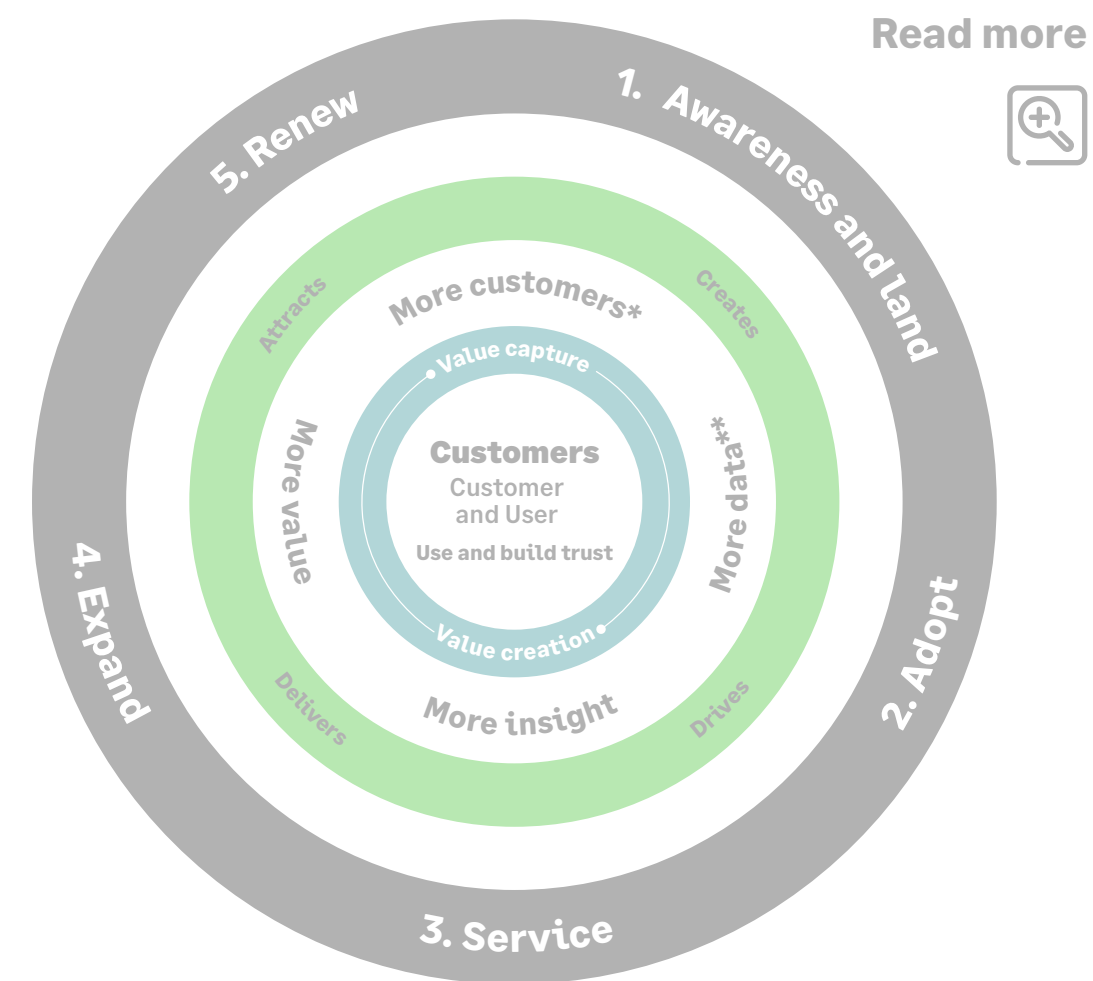 Read more
1. Awareness and land
2. Adopt
3. Service
4. Expand
5. Renew
Attracts
Creates
Drives
Delivers
More customers*
More data**
More insight
More value
Value capture
Value creation
Customers
Customer
and User
Use and build trust